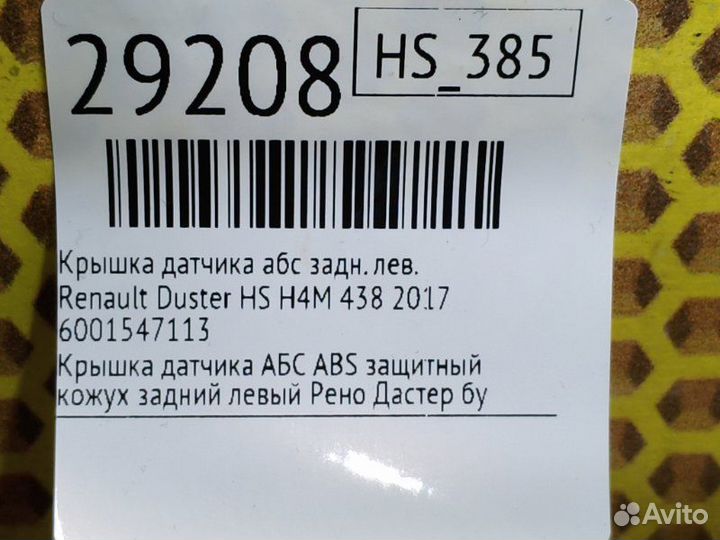 29208
HS_385
Крышка датчика абс задн. лев.
Renault Duster HS H4M 438 2017
6001547113
Крышка датчика АБС ABS защитный
кожух задний левый Рено Дастер бу
Avito